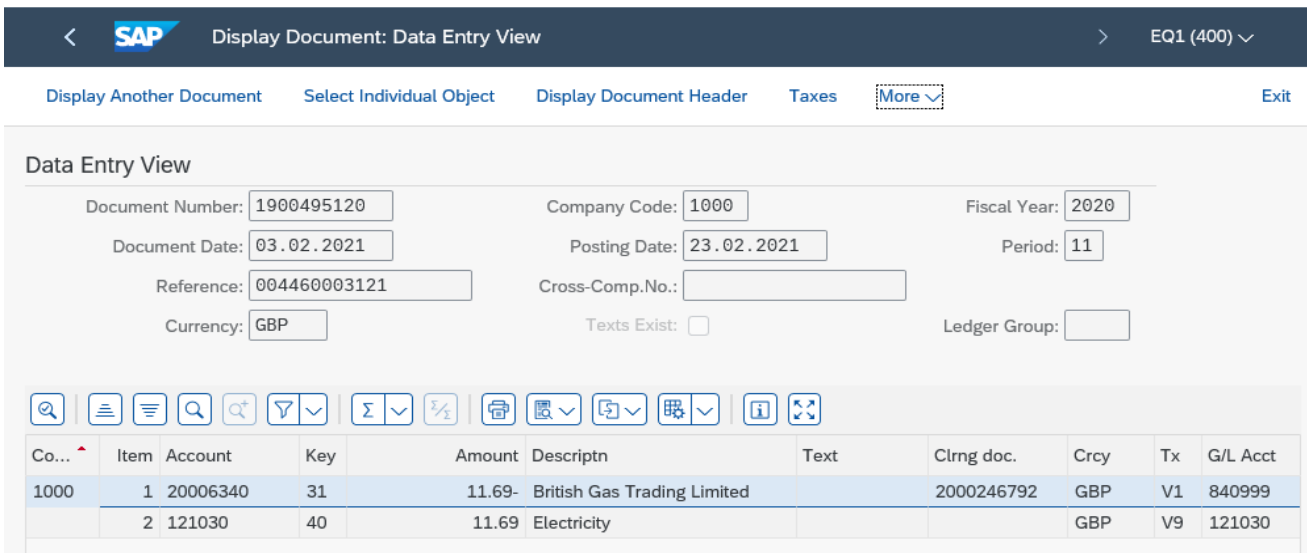 SAP Display Document: Data Entry View EQ1 (400)
Display Another Document Select Individual Object Display Document Header Taxes More Exit
Data Entry View
Document Number: 1900495120 Company Code: 1000 Fiscal Year: 2020
Document Date: 03.02.2021 Posting Date: 23.02.2021 Period: 11
Reference: 004460003121 Cross-Comp.No.:
Currency: GBP Texts Exist: Ledger Group:
Co... Item Account Key Amount Descriptn Text Clrng doc. Crcy Tx G/L Acct
1000 1 20006340 31 11.69- British Gas Trading Limited 2000246792 GBP V1 840999
2 121030 40 11.69 Electricity GBP V9 121030